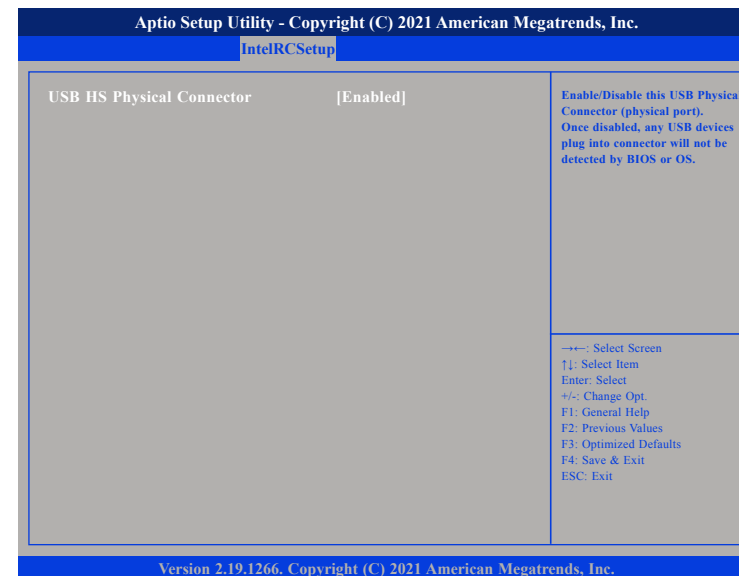 Aptio Setup Utility - Copyright (C) 2021 American Megatrends, Inc.
IntelRCSetup
USB HS Physical Connector [Enabled]
Enable/Disable this USB Physical
Connector (physical port).
Once disabled, any USB devices
plug into connector will not be
detected by BIOS or OS.
→←: Select Screen
↑↓: Select Item
Enter: Select
+/-: Change Opt.
F1: General Help
F2: Previous Values
F3: Optimized Defaults
F4: Save & Exit
ESC: Exit
Version 2.19.1266. Copyright (C) 2021 American Megatrends, Inc.